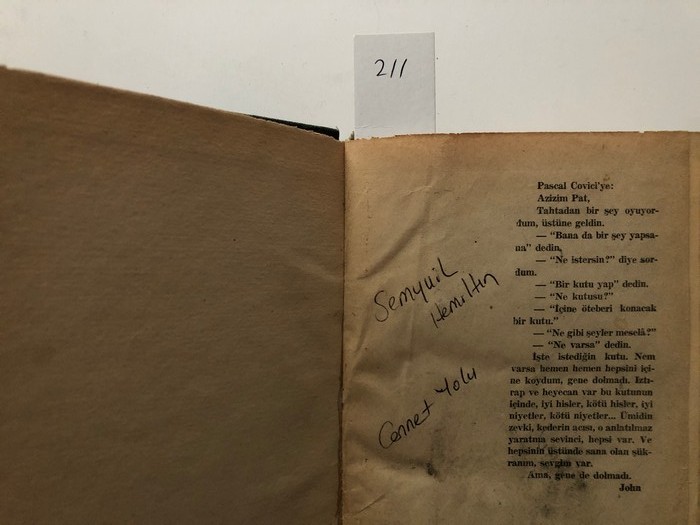 211
Semyuil
Hemıltın
Cennet Yolu
Pascal Covici'ye:
Azizim Pat,
Tahtadan bir şey oyuyor-
dum, üstüne geldin.
— "Bana da bir şey yapsa-
na" dedin.
— "Ne istersin?" diye sor-
dum.
— "Bir kutu yap" dedin.
— "Ne kutusu?"
— "İçine öteberi konacak
bir kutu."
— "Ne gibi şeyler meselâ?"
— "Ne varsa" dedin.
İşte istediğin kutu. Nem
varsa hemen hemen hepsini içi-
ne koydum, gene dolmadı. Iztı-
rap ve heyecan var bu kutunun
içinde, iyi hisler, kötü hisler, iyi
niyetler, kötü niyetler... Ümidin
zevki, kederin acısı, o anlatılmaz
yaratma sevinci, hepsi var. Ve
hepsinin üstünde sana olan şük-
ranım, sevgim var.
Ama, gene de dolmadı.
John